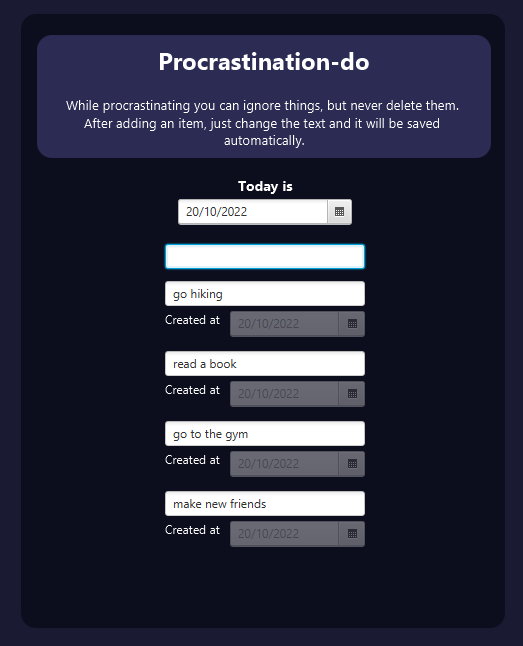 Procrastination-do
While procrastinating you can ignore things, but never delete them.
After adding an item, just change the text and it will be saved
automatically.
Today is
20/10/2022
go hiking
Created at 20/10/2022
read a book
Created at 20/10/2022
go to the gym
Created at 20/10/2022
make new friends
Created at 20/10/2022